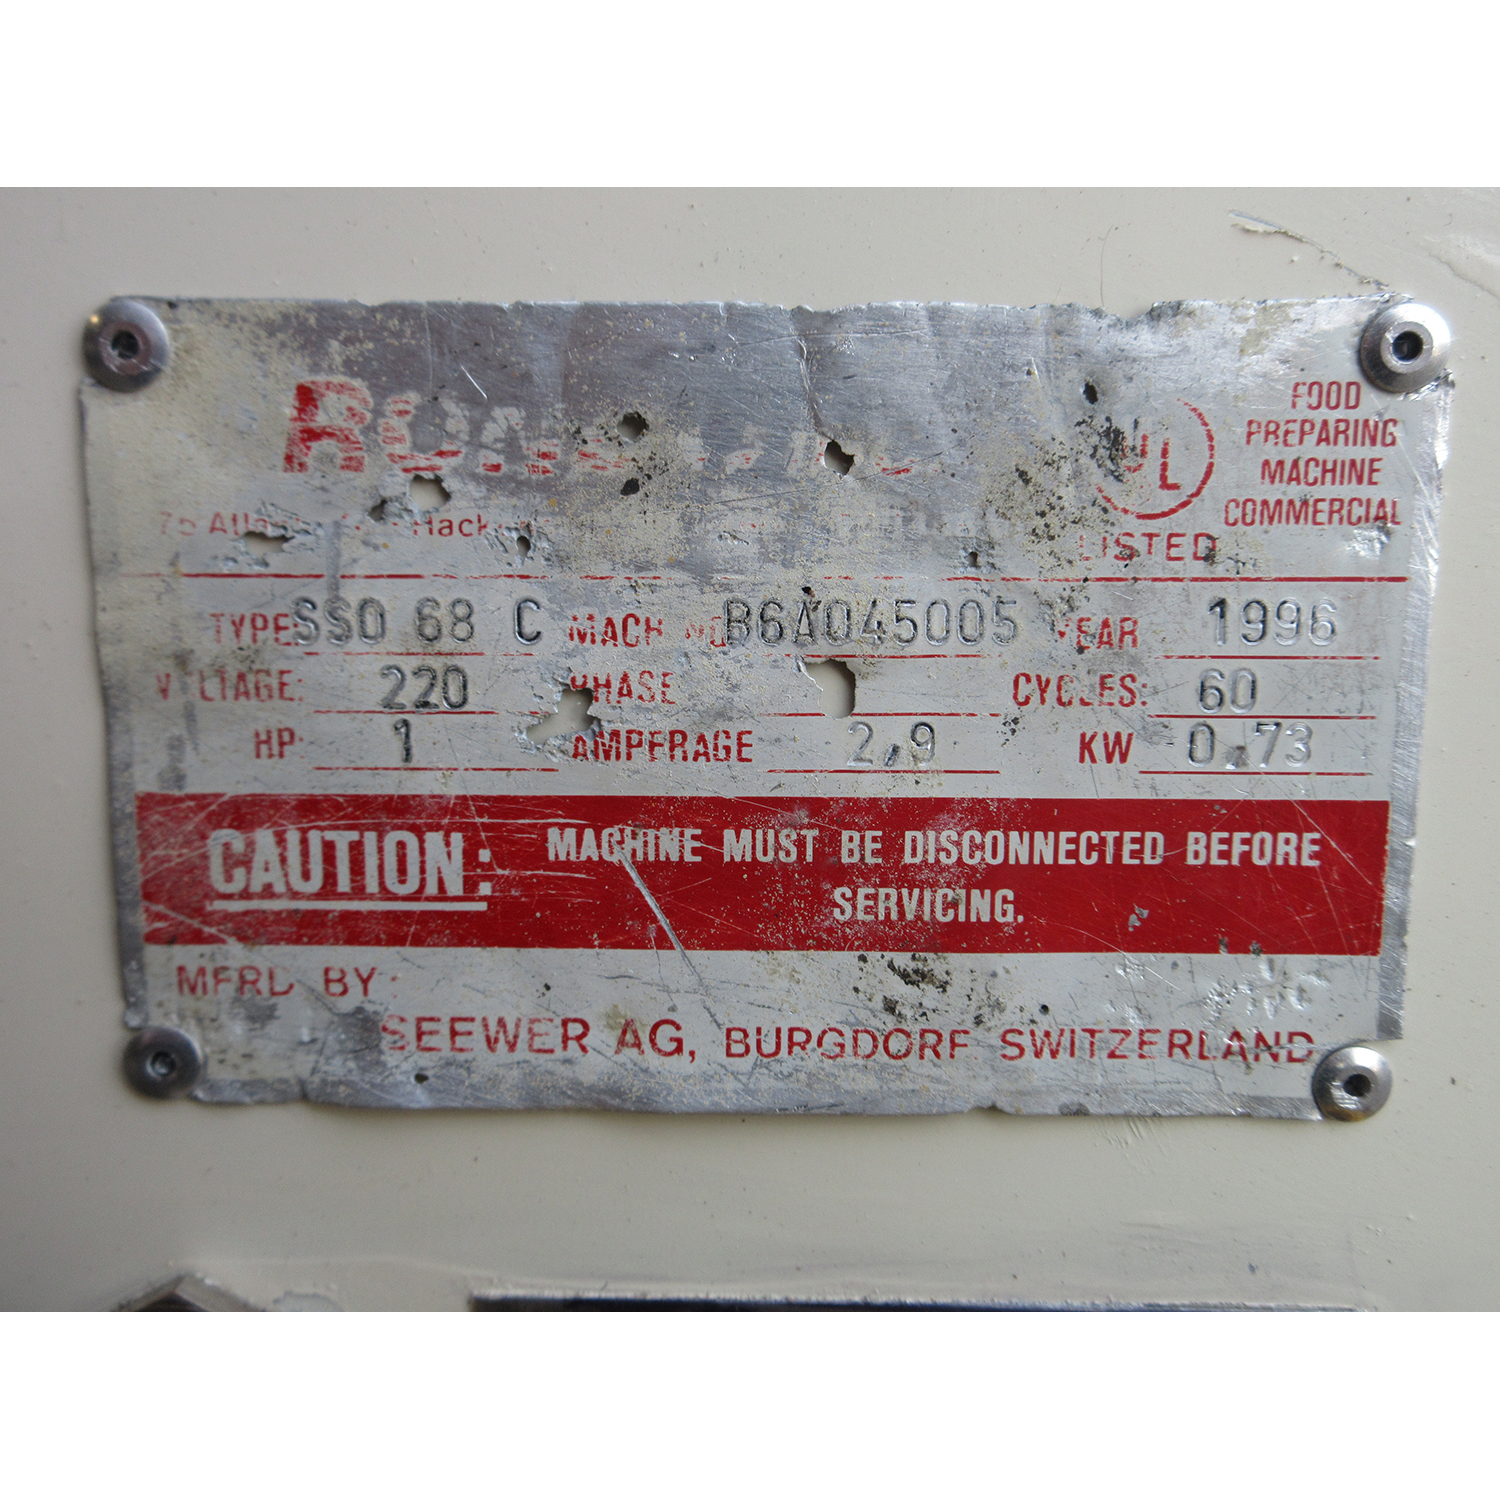 UL
FOOD
PREPARING
MACHINE
COMMERCIAL
75 
LISTED
TYPE SSO 68 C MACH NO B6A045005 YEAR 1996
VOLTAGE: 220 PHASE CYCLES: 60
HP: 1 AMPERAGE 2,9 KW 0,73
CAUTION: MACHINE MUST BE DISCONNECTED BEFORE
SERVICING.
MFRD BY:
SEEWER AG, BURGDORF SWITZERLAND